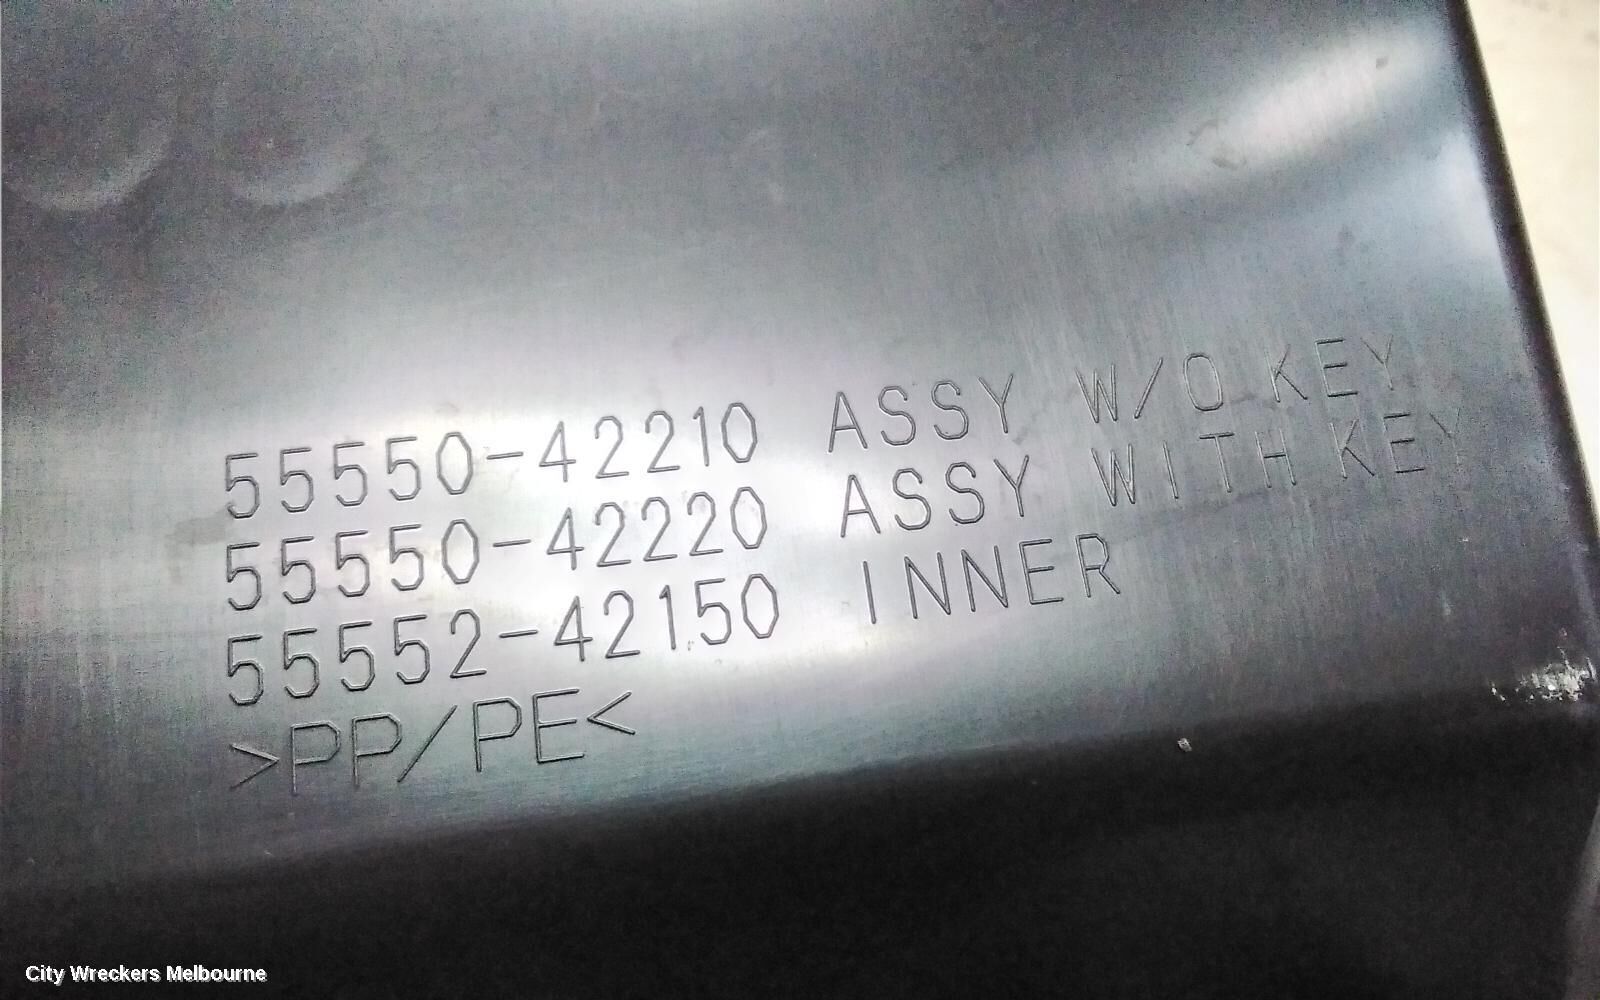 55550-42210 ASSY W/O KEY
55550-42220 ASSY WITH KEY
55552-42150 INNER
>PP/PE<
City Wreckers Melbourne